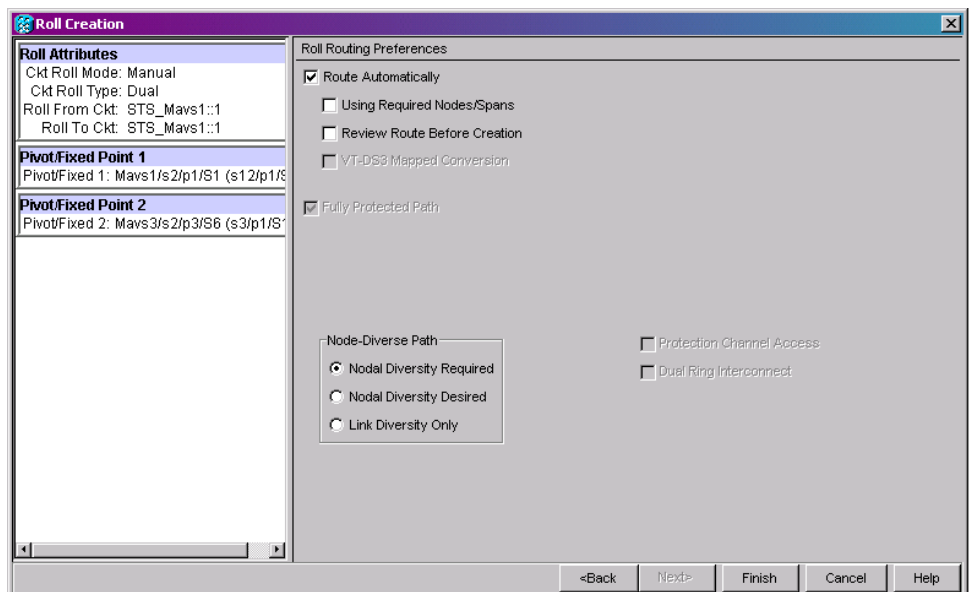 Roll Creation
Roll Attributes
Ckt Roll Mode: Manual
Ckt Roll Type: Dual
Roll From Ckt: STS_Mavs1::1
Roll To Ckt: STS_Mavs1::1
Pivot/Fixed Point 1
Pivot/Fixed 1: Mavs1/s2/p1/S1 (s12/p1/S
Pivot/Fixed Point 2
Pivot/Fixed 2: Mavs3/s2/p3/S6 (s3/p1/S1
Roll Routing Preferences
Route Automatically
Using Required Nodes/Spans
Review Route Before Creation
VT-DS3 Mapped Conversion
Fully Protected Path
Node-Diverse Path
Nodal Diversity Required
Nodal Diversity Desired
Link Diversity Only
Protection Channel Access
Dual Ring Interconnect
<Back Next> Finish Cancel Help